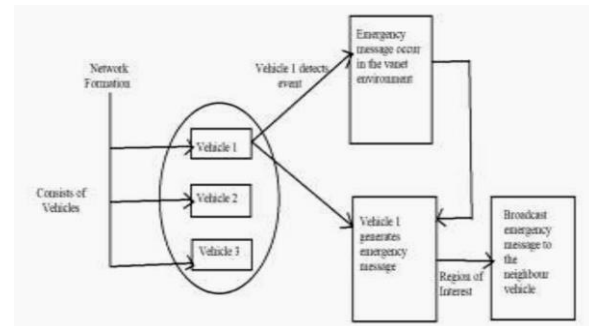 Network
Formation
Consists of
Vehicles
Vehicle 1
Vehicle 2
Vehicle 3
Vehicle 1 detects
event
Emergency
message occur
in the vanet
environment
Vehicle 1
generates
emergency
message
Region of
Interest
Broadcast
emergency
message to
the
neighbour
vehicle